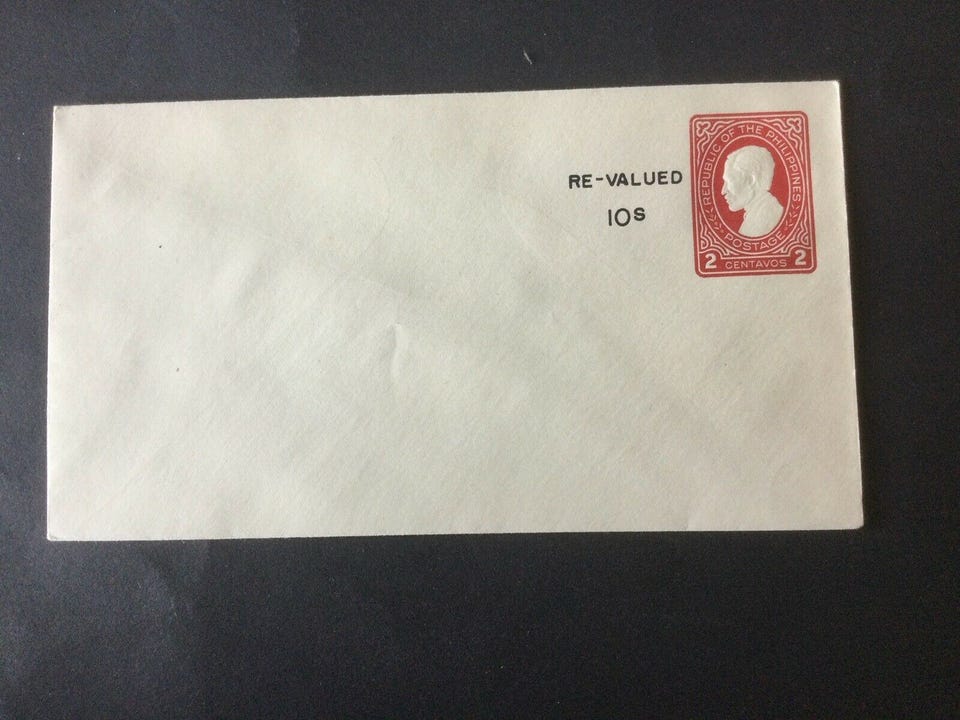 RE-VALUED
10s
REPUBLIC OF THE PHILIPPINES
POSTAGE
2 CENTAVOS 2